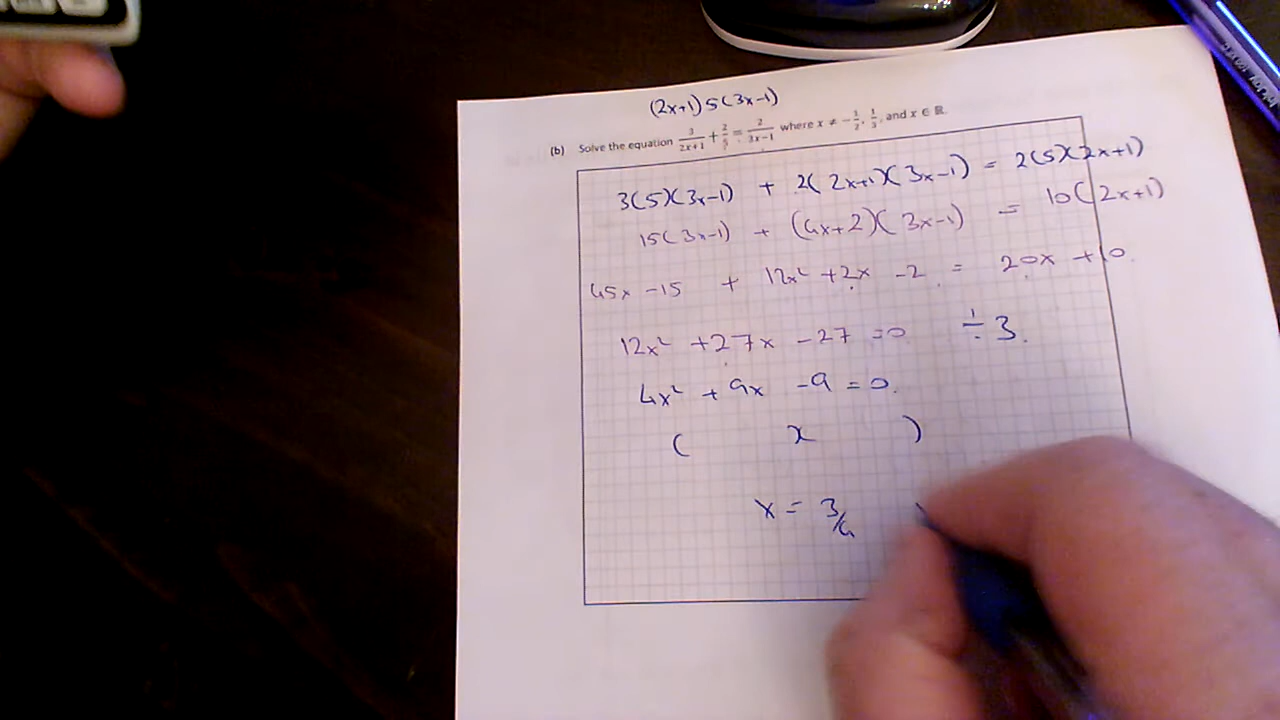 (2x+1) 5 (3x-1)
(b) Solve the equation 3/(2x+1) + 2/5 = 2/(3x-1) where x ≠ -1/2, 1/3, and x ∈ ℝ.
3(5)(3x-1) + 2(2x+1)(3x-1) = 2(5)(2x+1)
15(3x-1) + (4x+2)(3x-1) = 10(2x+1)
45x -15 + 12x² +2x -2 = 20x +10.
12x² +27x -27 =0 ÷3.
4x² + 9x -9 = 0.
( x )
x = 3/4